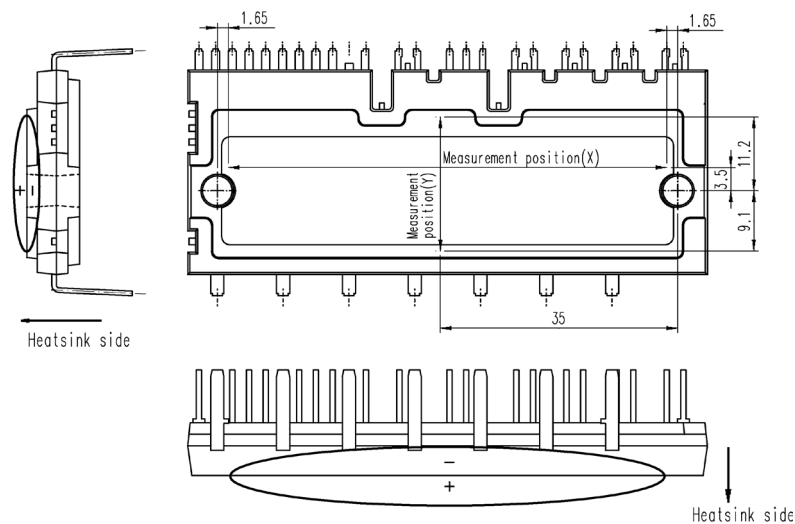 1.65
1.65
Measurement position(X)
Measurement
position(Y)
11.2
3.5
9.1
35
+ -
Heatsink side
-
+
Heatsink side